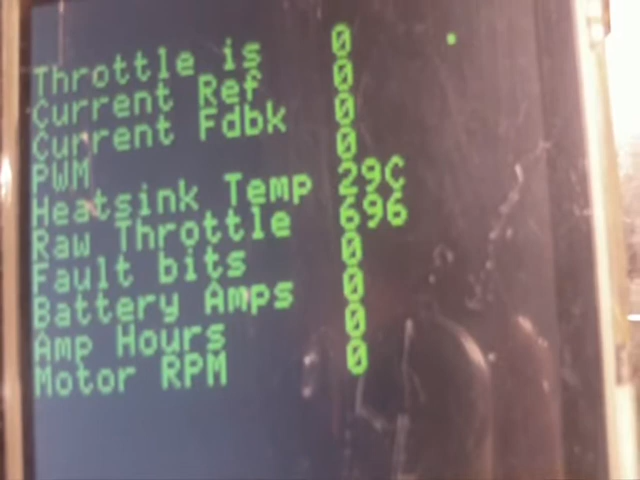 Throttle is 0
Current Ref 0
Current Fdbk 0
PWM 0
Heatsink Temp 29C
Raw Throttle 696
Fault bits 0
Battery Amps 0
Amp Hours 0
Motor RPM 0